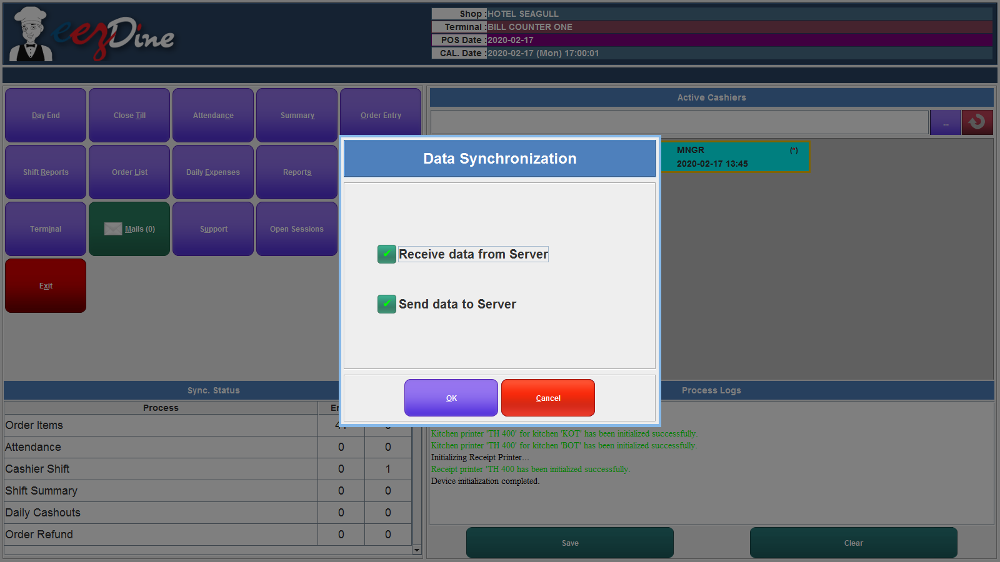 eezDine
Shop : HOTEL SEAGULL
Terminal : BILL COUNTER ONE
POS Date : 2020-02-17
CAL. Date : 2020-02-17 (Mon) 17:00:01
Day End
Close Till
Attendance
Summary
Order Entry
Shift Reports
Order List
Daily Expenses
Reports
Terminal
Mails (0)
Support
Open Sessions
Exit
Active Cashiers
...
MNGR (*)
2020-02-17 13:45
Data Synchronization
✔ Receive data from Server
✔ Send data to Server
OK
Cancel
Sync. Status
Process
Order Items
Attendance 0 0
Cashier Shift 0 1
Shift Summary 0 0
Daily Cashouts 0 0
Order Refund 0 0
Process Logs
Kitchen printer 'TH 400' for kitchen 'KOT' has been initialized successfully.
Kitchen printer 'TH 400' for kitchen 'BOT' has been initialized successfully.
Initializing Receipt Printer...
Receipt printer 'TH 400 has been initialized successfully.
Device initialization completed.
Save
Clear